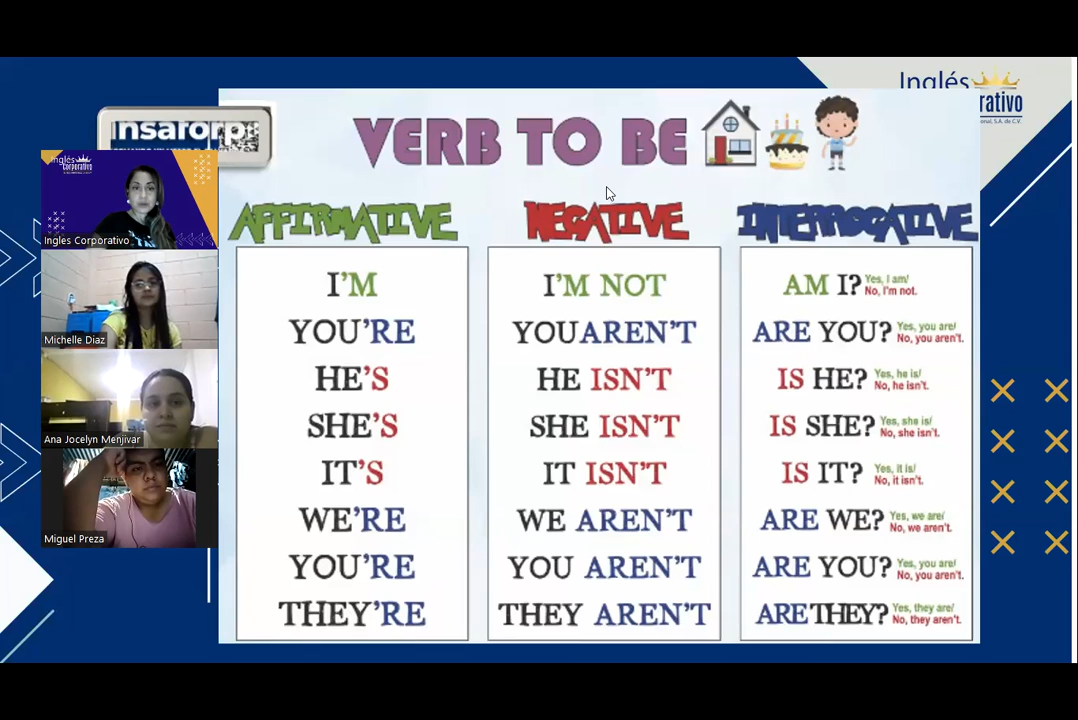 Inglés
rativo
nal, S.A. de C.V.
VERB TO BE
Ingles Corporativo
Michelle Diaz
Ana Jocelyn Menjivar
Miguel Preza
AFFIRMATIVE
I'M
YOU'RE
HE'S
SHE'S
IT'S
WE'RE
YOU'RE
THEY'RE
NEGATIVE
I'M NOT
YOU AREN'T
HE ISN'T
SHE ISN'T
IT ISN'T
WE AREN'T
YOU AREN'T
THEY AREN'T
INTERROGATIVE
AM I? Yes, I am/
No, I'm not.
ARE YOU? Yes, you are/
No, you aren't.
IS HE? Yes, he is/
No, he isn't.
IS SHE? Yes, she is/
No, she isn't.
IS IT? Yes, it is/
No, it isn't.
ARE WE? Yes, we are/
No, we aren't.
ARE YOU? Yes, you are/
No, you aren't.
ARE THEY? Yes, they are/
No, they aren't.